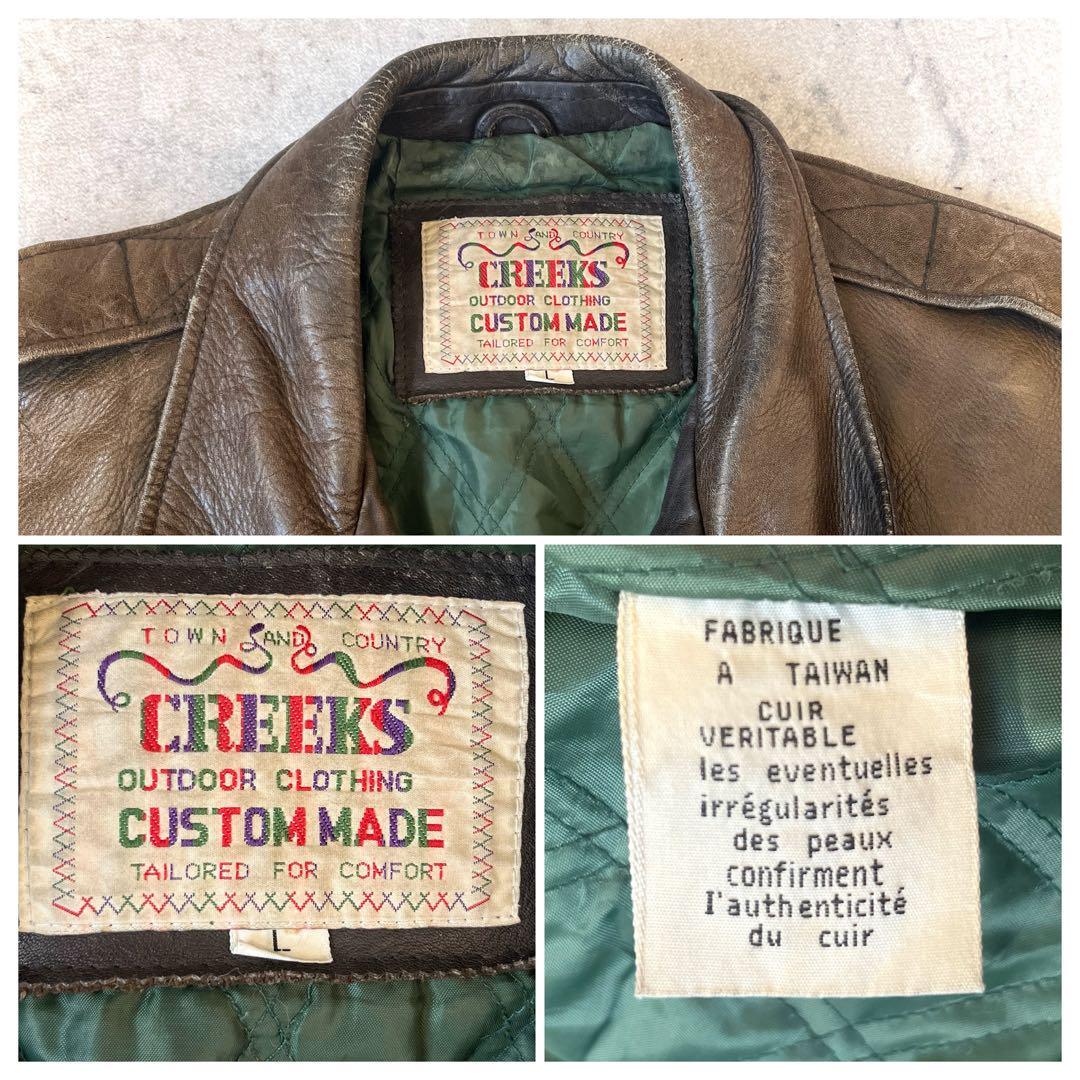 TOWN AND COUNTRY
CREEKS
OUTDOOR CLOTHING
CUSTOM MADE
TAILORED FOR COMFORT
L
TOWN AND COUNTRY
CREEKS
OUTDOOR CLOTHING
CUSTOM MADE
TAILORED FOR COMFORT
L
FABRIQUE
A TAIWAN
CUIR
VERITABLE
les eventuelles
irrégularités
des peaux
confirment
l'authenticité
du cuir